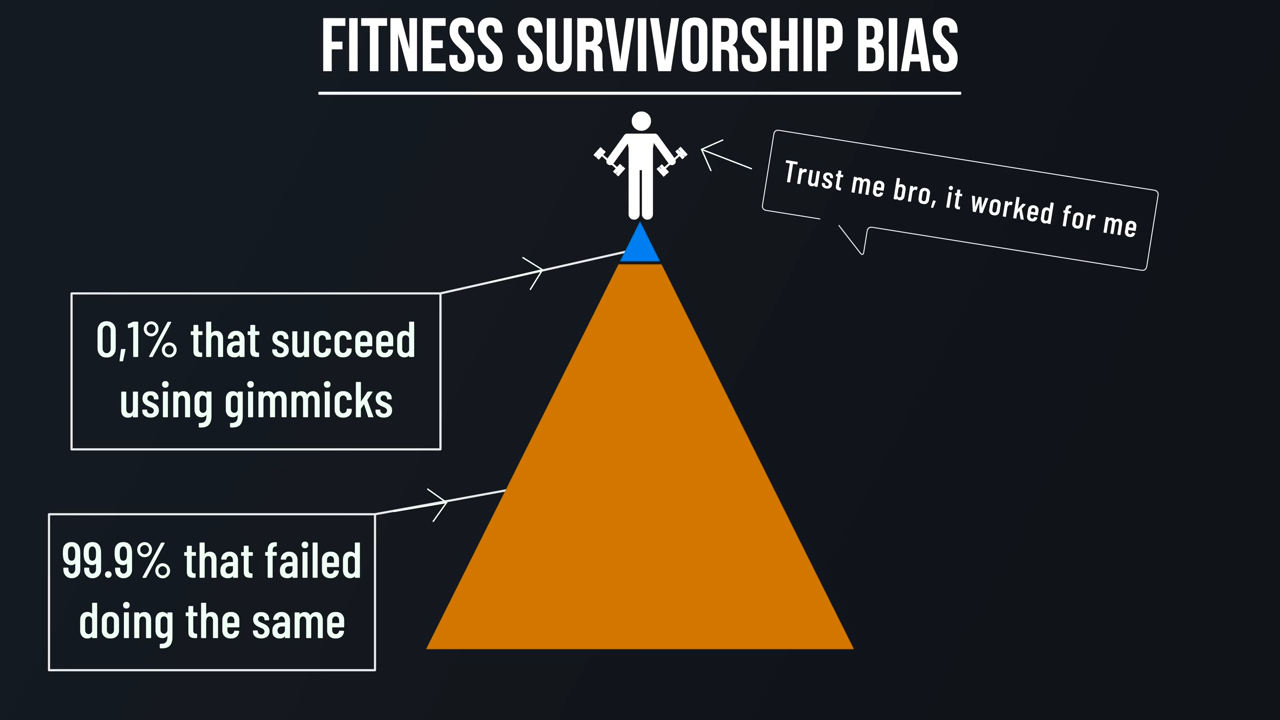 FITNESS SURVIVORSHIP BIAS
Trust me bro, it worked for me
0,1% that succeed
using gimmicks
99.9% that failed
doing the same